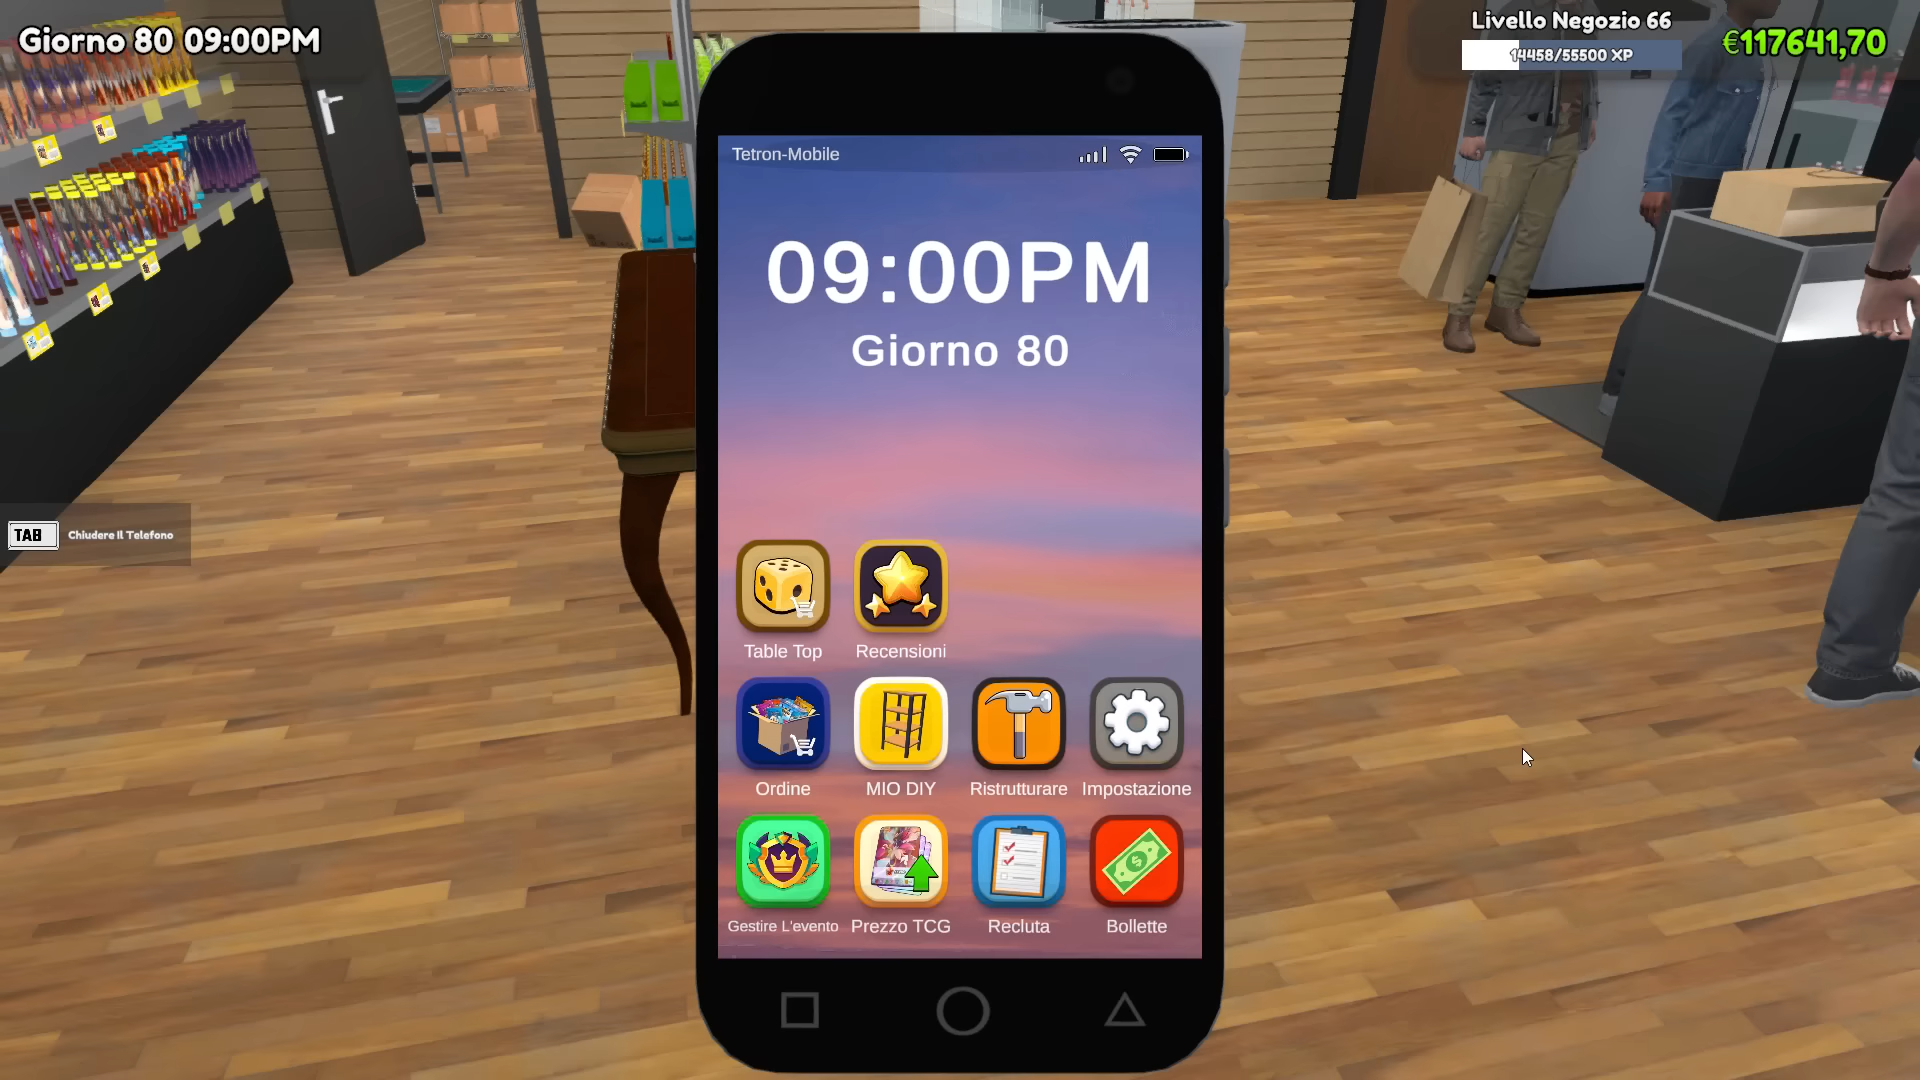 Giorno 80 09:00PM
Livello Negozio 66
14458/55500 XP
€117641,70
Tetron-Mobile
09:00PM
Giorno 80
TAB Chiudere Il Telefono
Table Top Recensioni
Ordine MIO DIY Ristrutturare Impostazione
Gestire L'evento Prezzo TCG Recluta Bollette